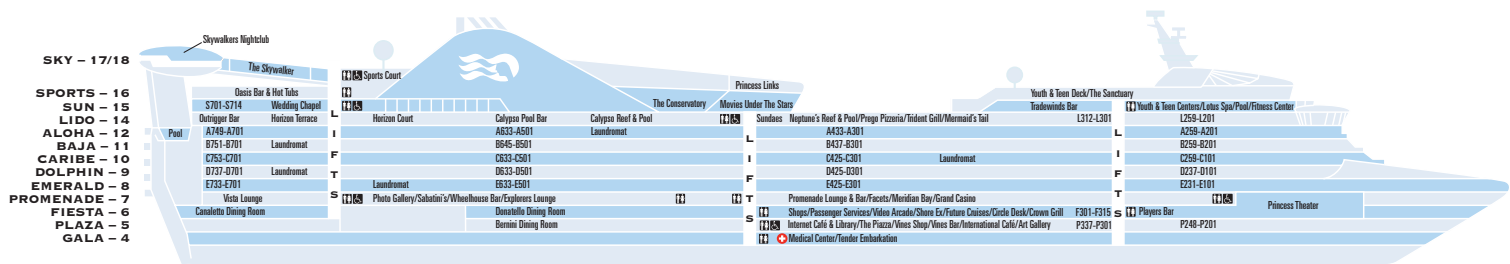 Skywalkers Nightclub
SKY – 17/18
The Skywalker
Sports Court
Princess Links
SPORTS – 16
Oasis Bar & Hot Tubs
Youth & Teen Deck/The Sanctuary
SUN – 15
S701-S714
Wedding Chapel
The Conservatory
Movies Under The Stars
Tradewinds Bar
Youth & Teen Centers/Lotus Spa/Pool/Fitness Center
LIDO – 14
Outrigger Bar
Horizon Terrace
Horizon Court
Calypso Pool Bar
Calypso Reef & Pool
Sundaes
Neptune's Reef & Pool/Prego Pizzeria/Trident Grill/Mermaid's Tail
L312-L301
L259-L201
ALOHA – 12
Pool
A749-A701
A633-A501
Laundromat
A433-A301
A259-A201
BAJA – 11
B751-B701
Laundromat
B645-B501
B437-B301
B259-B201
CARIBE – 10
C753-C701
C633-C501
C425-C301
Laundromat
C259-C101
DOLPHIN – 9
D737-D701
Laundromat
D633-D501
D425-D301
D237-D101
EMERALD – 8
E733-E701
Laundromat
E633-E501
E425-E301
E231-E101
PROMENADE – 7
Vista Lounge
Photo Gallery/Sabatini's/Wheelhouse Bar/Explorers Lounge
Promenade Lounge & Bar/Facets/Meridian Bay/Grand Casino
Princess Theater
FIESTA – 6
Canaletto Dining Room
Donatello Dining Room
Shops/Passenger Services/Video Arcade/Shore Ex/Future Cruises/Circle Desk/Crown Grill
F301-F315
Players Bar
PLAZA – 5
Bernini Dining Room
Internet Café & Library/The Piazza/Vines Shop/Vines Bar/International Café/Art Gallery
P337-P301
P248-P201
GALA – 4
Medical Center/Tender Embarkation
LIFTS
LIFTS
LIFTS